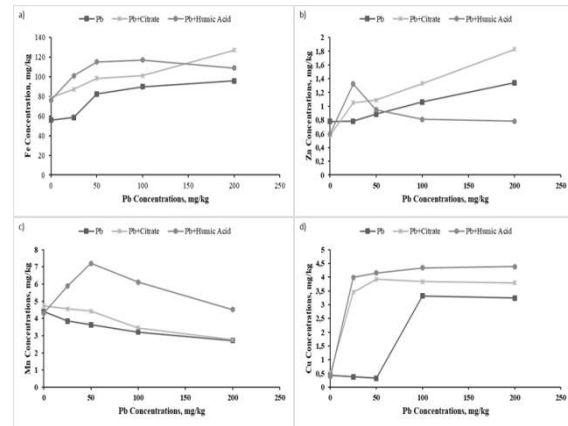 a)
Pb Pb+Citrate Pb+Humic Acid
Fe Concentration, mg/kg
140
120
100
80
60
40
20
0
0 50 100 150 200 250
Pb Concentrations, mg/kg
b)
Pb Pb+Citrate Pb+Humic Acid
Zn Concentrations, mg/kg
2
1,8
1,6
1,4
1,2
1
0,8
0,6
0,4
0,2
0
0 50 100 150 200 250
Pb Concentrations, mg/kg
c)
Pb Pb+Citrate Pb+Humic Acid
Mn Concentrations, mg/kg
8
7
6
5
4
3
2
1
0
0 50 100 150 200 250
Pb Concentrations, mg/kg
d)
Pb Pb+Citrate Pb+Humic Acid
Cu Concentrations, mg/kg
5
4,5
4
3,5
3
2,5
2
1,5
1
0,5
0
0 50 100 150 200 250
Pb Concentrations, mg/kg